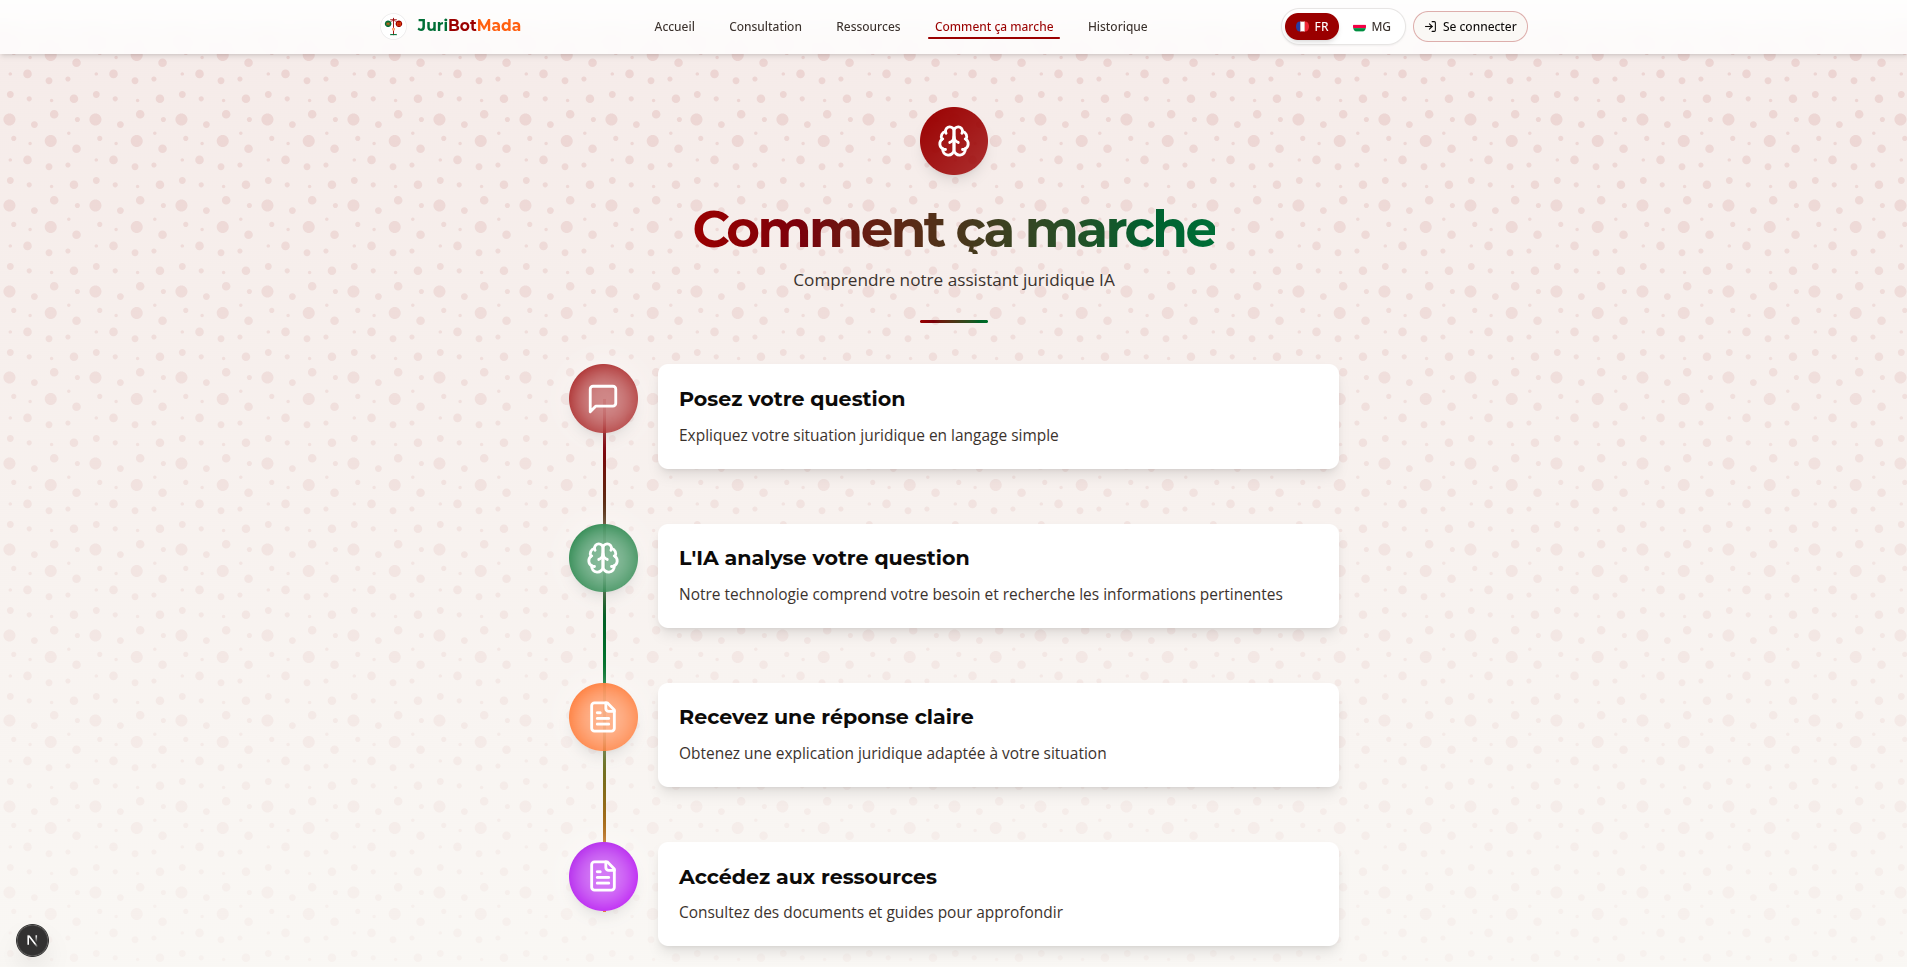 JuriBotMada
Accueil
Consultation
Ressources
Comment ça marche
Historique
FR
MG
Se connecter
Comment ça marche
Comprendre notre assistant juridique IA
Posez votre question
Expliquez votre situation juridique en langage simple
L'IA analyse votre question
Notre technologie comprend votre besoin et recherche les informations pertinentes
Recevez une réponse claire
Obtenez une explication juridique adaptée à votre situation
Accédez aux ressources
Consultez des documents et guides pour approfondir
N